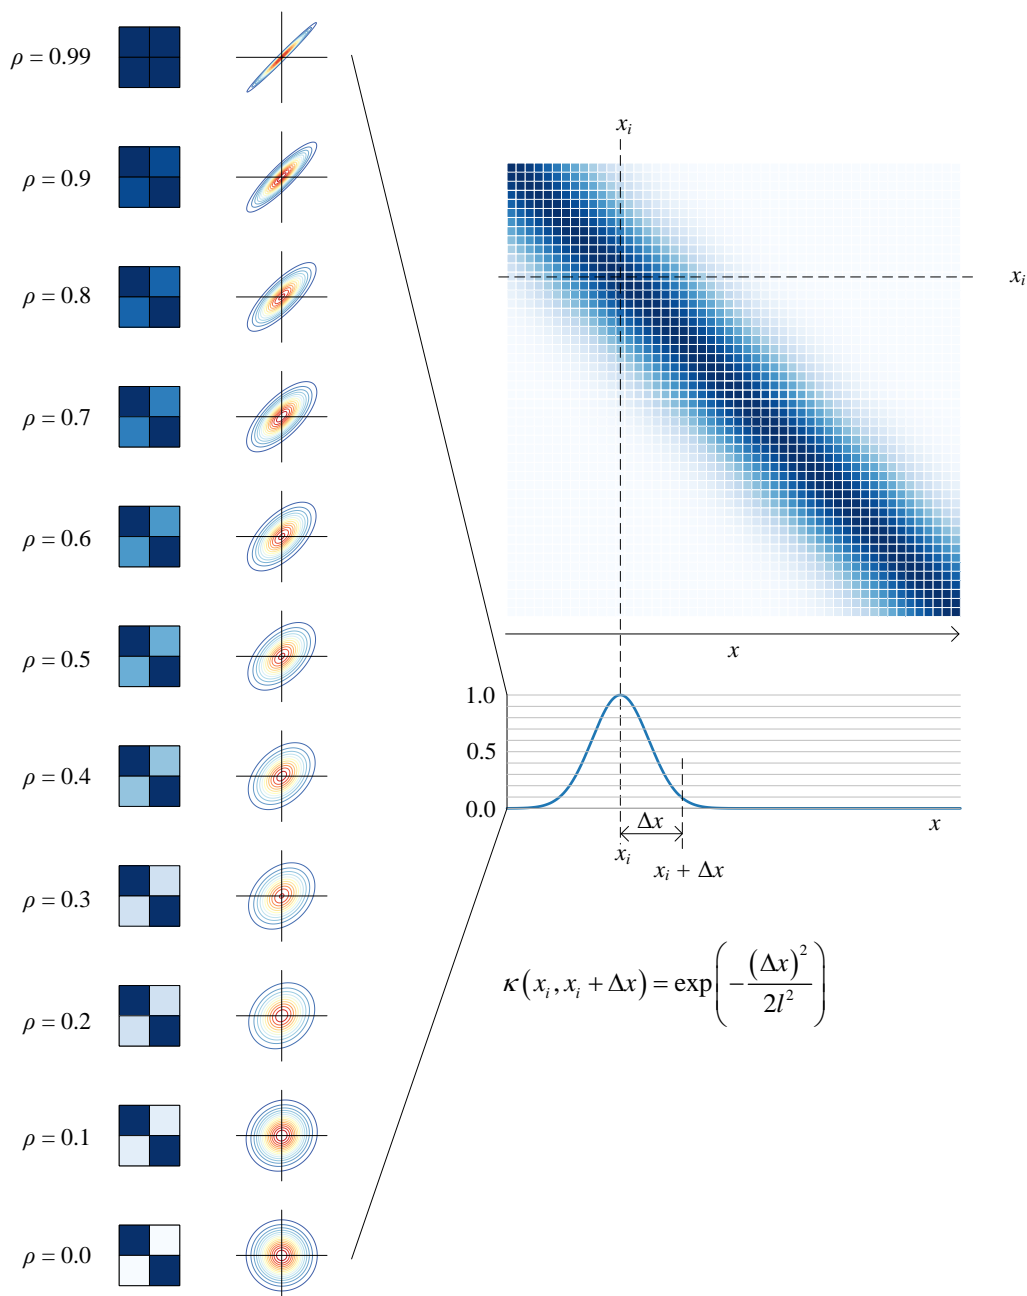 ρ = 0.99
ρ = 0.9
ρ = 0.8
ρ = 0.7
ρ = 0.6
ρ = 0.5
ρ = 0.4
ρ = 0.3
ρ = 0.2
ρ = 0.1
ρ = 0.0
x_i
x_i
x
1.0
0.5
0.0
x
Δx
x_i
x_i + Δx
κ(x_i, x_i + Δx) = exp(−(Δx)²/2l²)